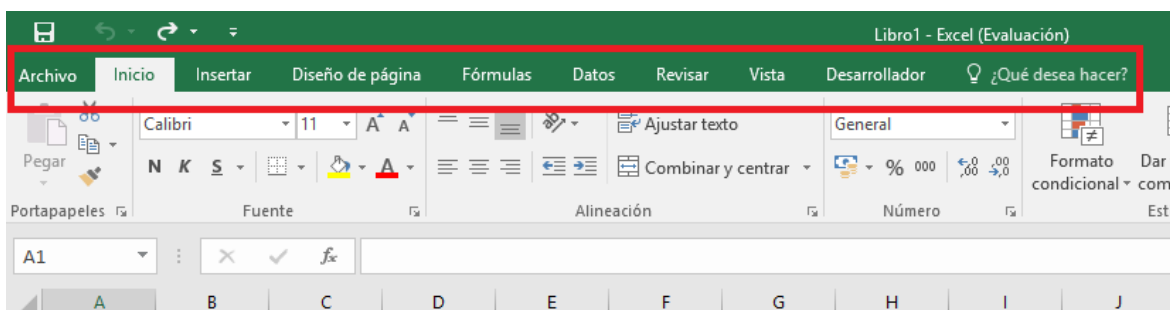 Libro1 - Excel (Evaluación)
Archivo Inicio Insertar Diseño de página Fórmulas Datos Revisar Vista Desarrollador ¿Qué desea hacer?
Calibri 11 A A Ajustar texto General
Pegar N K S A Combinar y centrar % 000 Formato condicional Dar
Portapapeles Fuente Alineación Número
A1 fx
A B C D E F G H I J